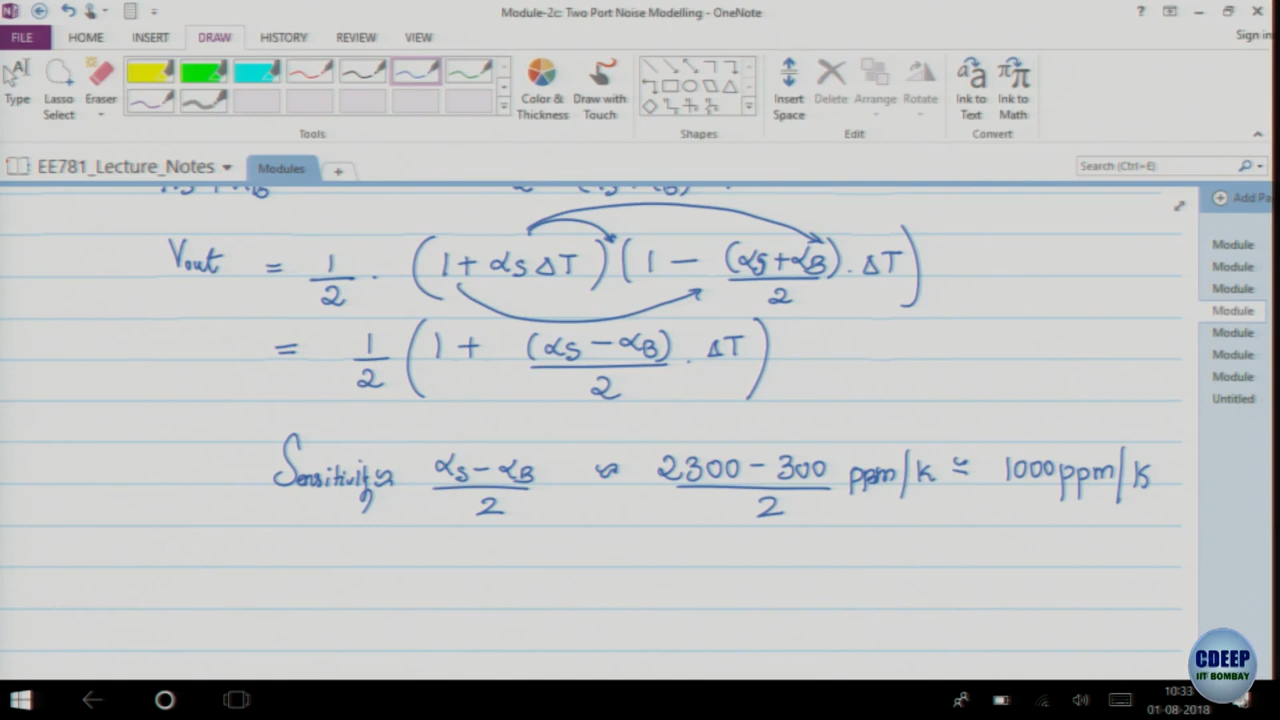 Module-2c: Two Port Noise Modelling - OneNote
FILE HOME INSERT DRAW HISTORY REVIEW VIEW Sign in
Type Lasso Select Eraser Color & Thickness Draw with Touch Insert Space Delete Arrange Rotate Ink to Text Ink to Math
Tools Shapes Edit Convert
EE781_Lecture_Notes Modules Search (Ctrl+E)
Add Pa
Vout = 1/2 . (1 + αS ΔT) (1 − (αS+αB)/2 . ΔT)
= 1/2 (1 + (αS − αB)/2 . ΔT)
Sensitivity ≈ (αS − αB)/2 ≈ (2300 − 300)/2 ppm/K ≃ 1000ppm/K
Module
Module
Module
Module
Module
Module
Module
Untitled
CDEEP
IIT BOMBAY
10:33
01-08-2018